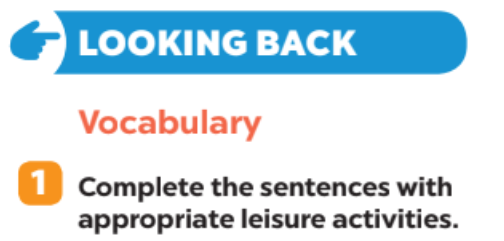 LOOKING BACK
Vocabulary
1 Complete the sentences with
appropriate leisure activities.